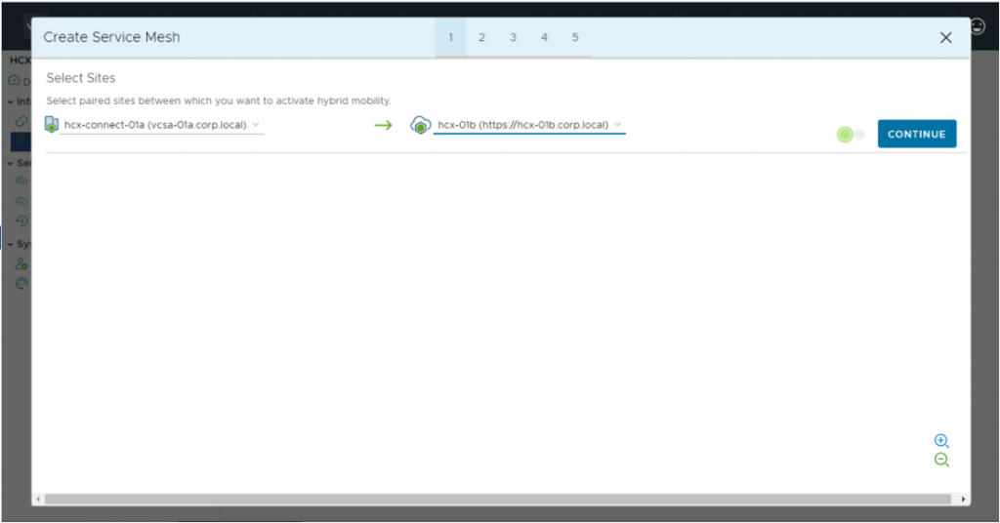 Create Service Mesh
1 2 3 4 5
HCX
Select Sites
Select paired sites between which you want to activate hybrid mobility.
hcx-connect-01a (vcsa-01a.corp.local)
hcx-01b (https://hcx-01b.corp.local)
CONTINUE